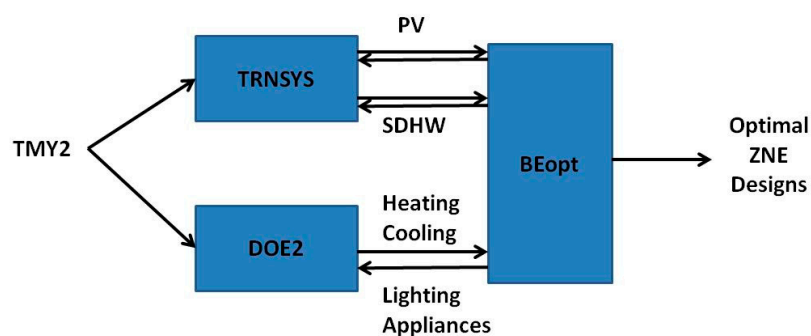 PV
TRNSYS
SDHW
TMY2
BEopt
Optimal
ZNE
Designs
Heating
Cooling
DOE2
Lighting
Appliances